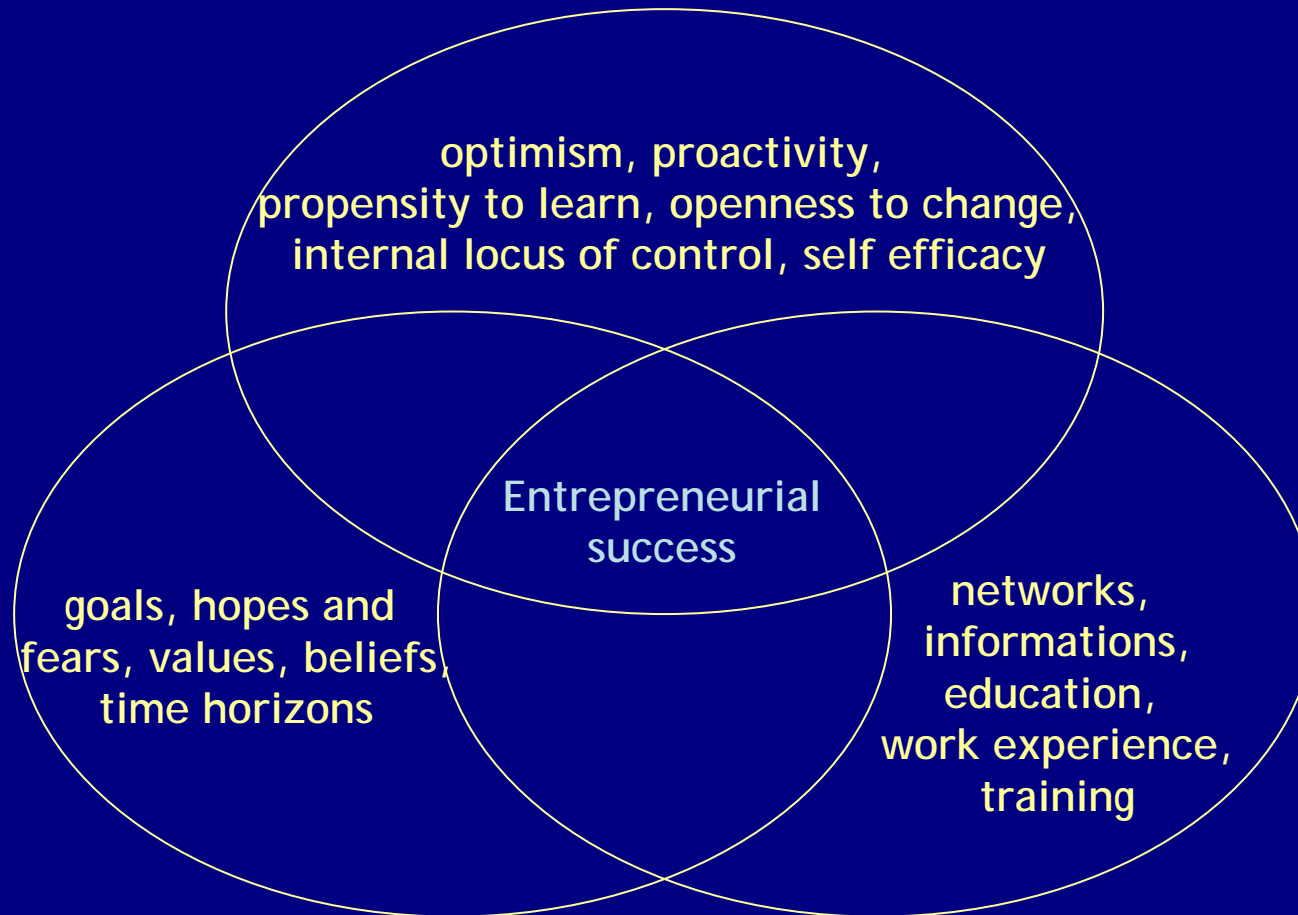 optimism, proactivity,
propensity to learn, openness to change,
internal locus of control, self efficacy
Entrepreneurial
success
goals, hopes and
fears, values, beliefs,
time horizons
networks,
informations,
education,
work experience,
training